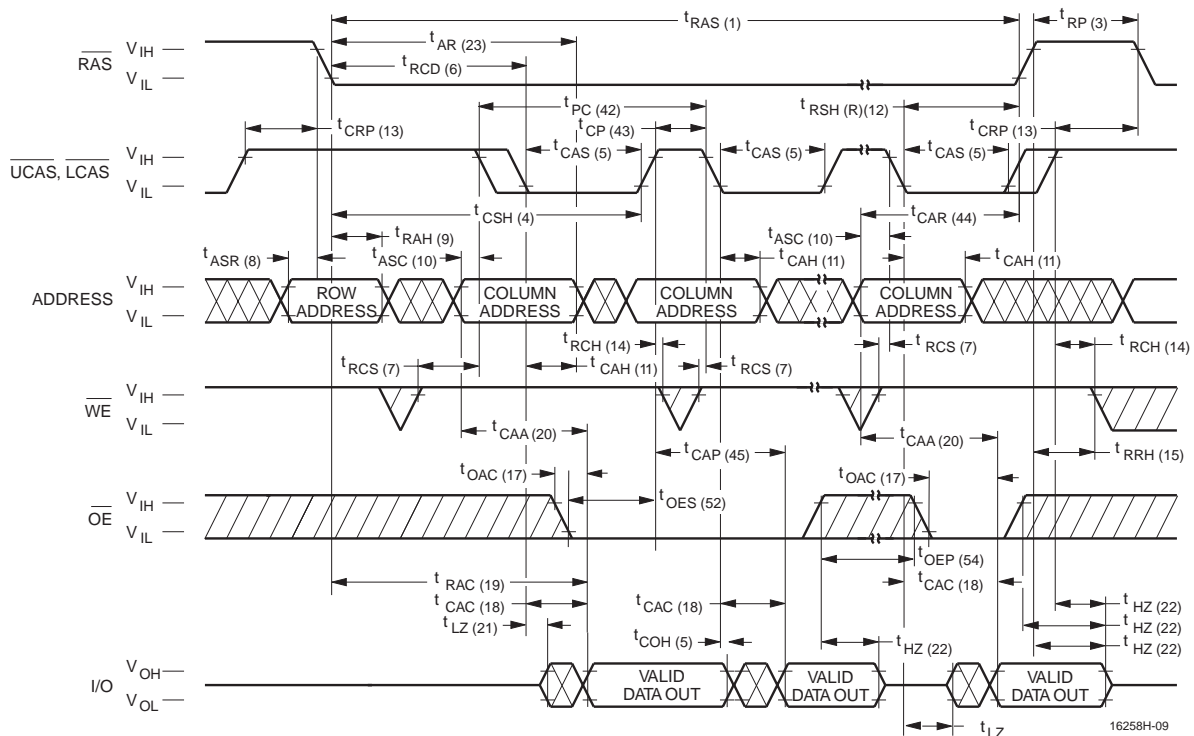 t RAS (1)
t RP (3)
t AR (23)
RAS
V IH
V IL
t RCD (6)
t PC (42)
t RSH (R)(12)
t CRP (13)
t CP (43)
t CRP (13)
UCAS, LCAS
V IH
V IL
t CAS (5)
t CAS (5)
t CAS (5)
t CSH (4)
t CAR (44)
t RAH (9)
t ASC (10)
t ASR (8)
t ASC (10)
t CAH (11)
t CAH (11)
ADDRESS
V IH
V IL
ROW ADDRESS
COLUMN ADDRESS
COLUMN ADDRESS
COLUMN ADDRESS
t RCH (14)
t RCS (7)
t RCS (7)
t CAH (11)
t RCS (7)
t RCH (14)
WE
V IH
V IL
t CAA (20)
t CAA (20)
t CAP (45)
t RRH (15)
t OAC (17)
t OAC (17)
OE
V IH
V IL
t OES (52)
t OEP (54)
t RAC (19)
t CAC (18)
t CAC (18)
t CAC (18)
t LZ (21)
t HZ (22)
t HZ (22)
t COH (5)
t HZ (22)
t HZ (22)
I/O
V OH
V OL
VALID DATA OUT
VALID DATA OUT
VALID DATA OUT
t LZ
16258H-09